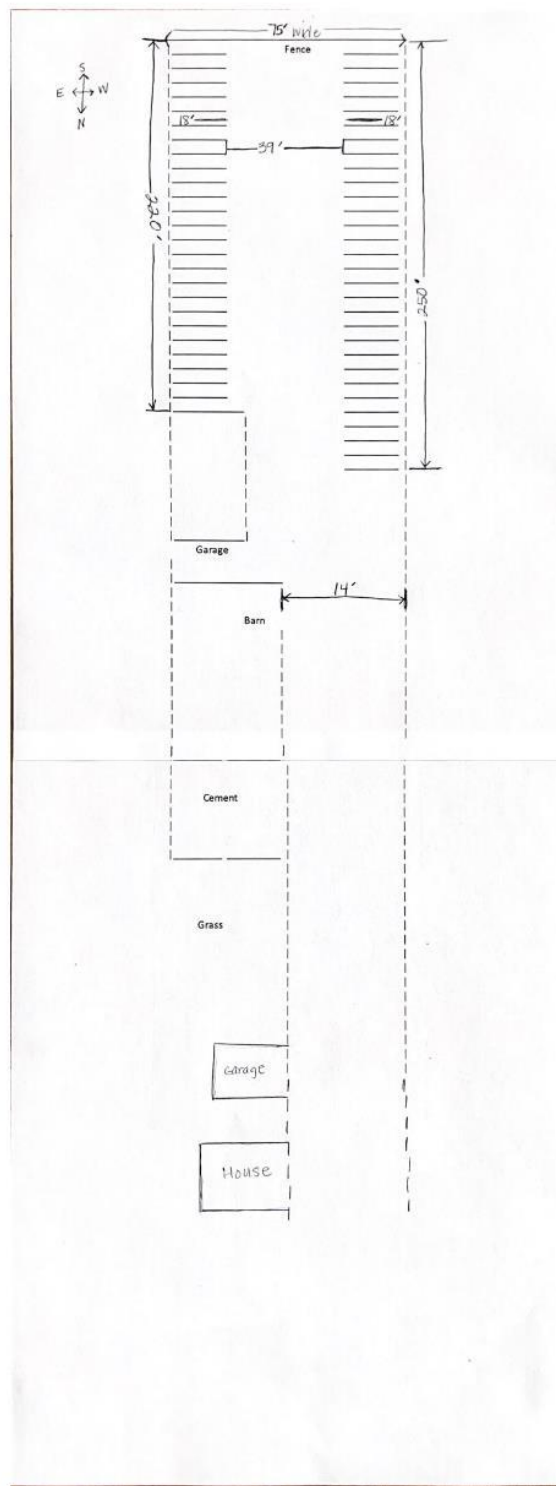 75' wide
Fence
S
E W
N
18'
18'
39'
220'
250'
Garage
14'
Barn
Cement
Grass
Garage
House